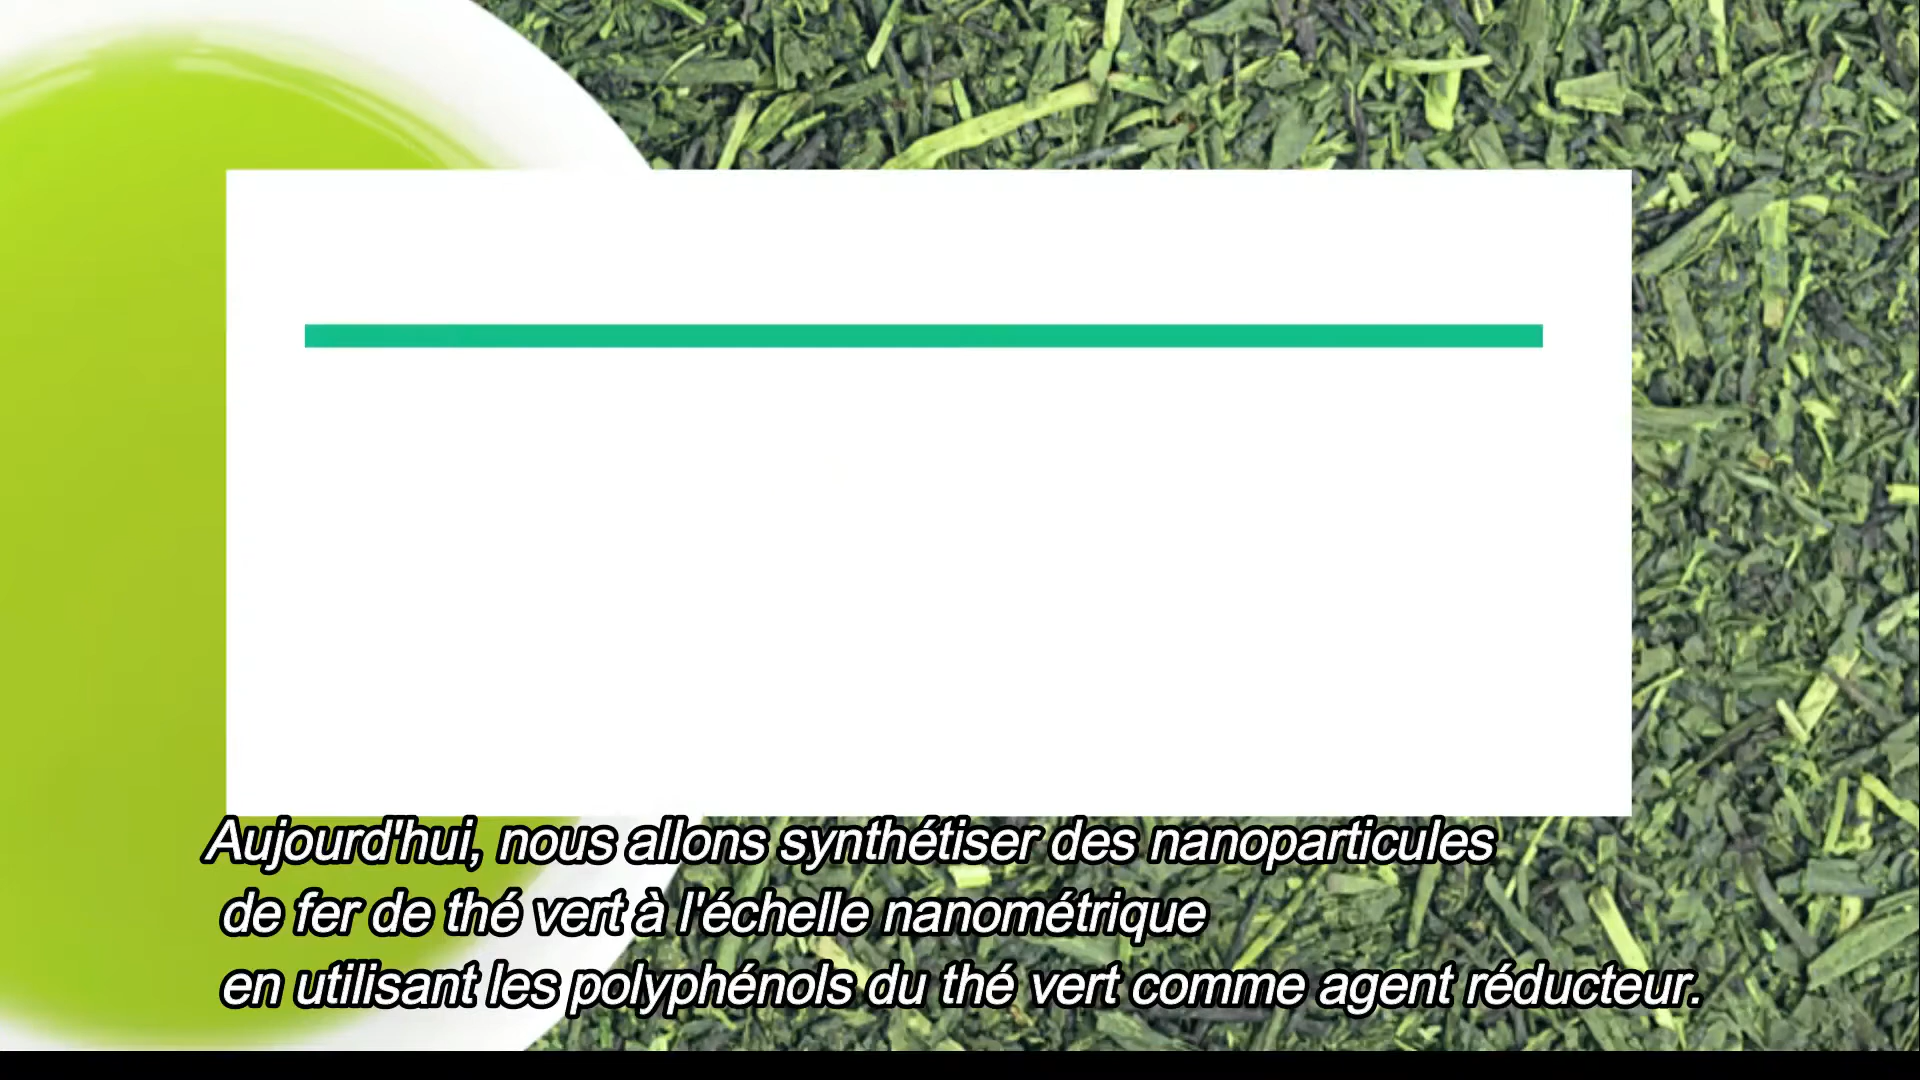 Aujourd'hui, nous allons synthétiser des nanoparticules
de fer de thé vert à l'échelle nanométrique
en utilisant les polyphénols du thé vert comme agent réducteur.